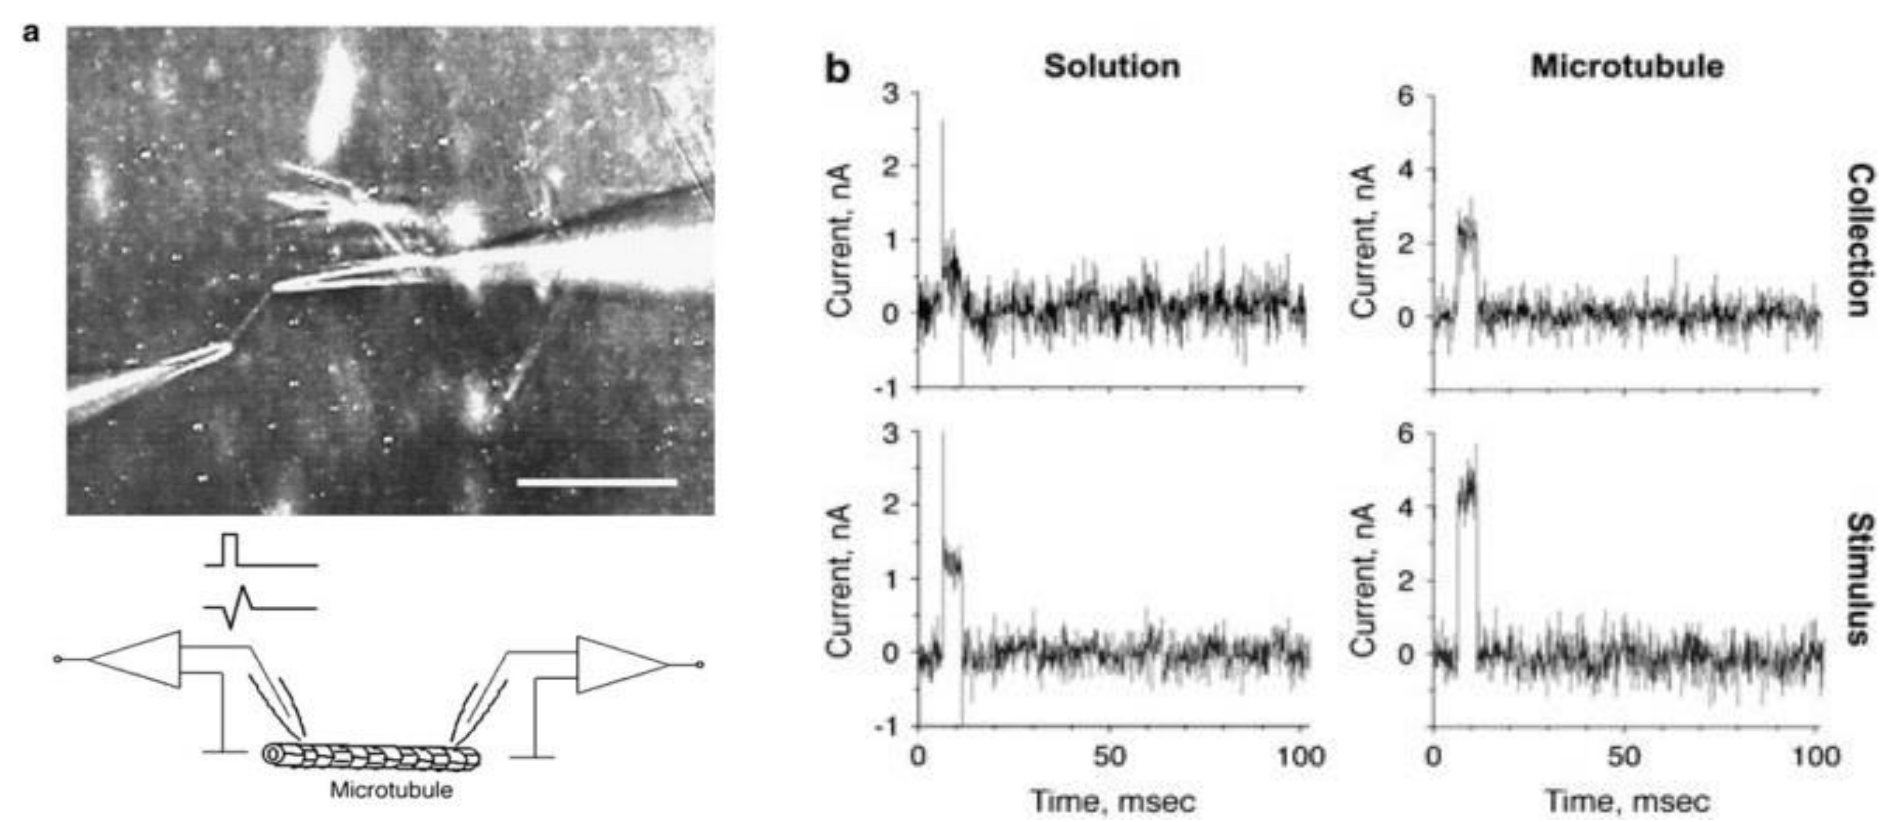 a
Microtubule
b
Solution
Microtubule
3
2
1
0
-1
Current, nA
6
4
2
0
Current, nA
Collection
3
2
1
0
-1
Current, nA
0
50
100
Time, msec
6
4
2
0
Current, nA
0
50
100
Time, msec
Stimulus